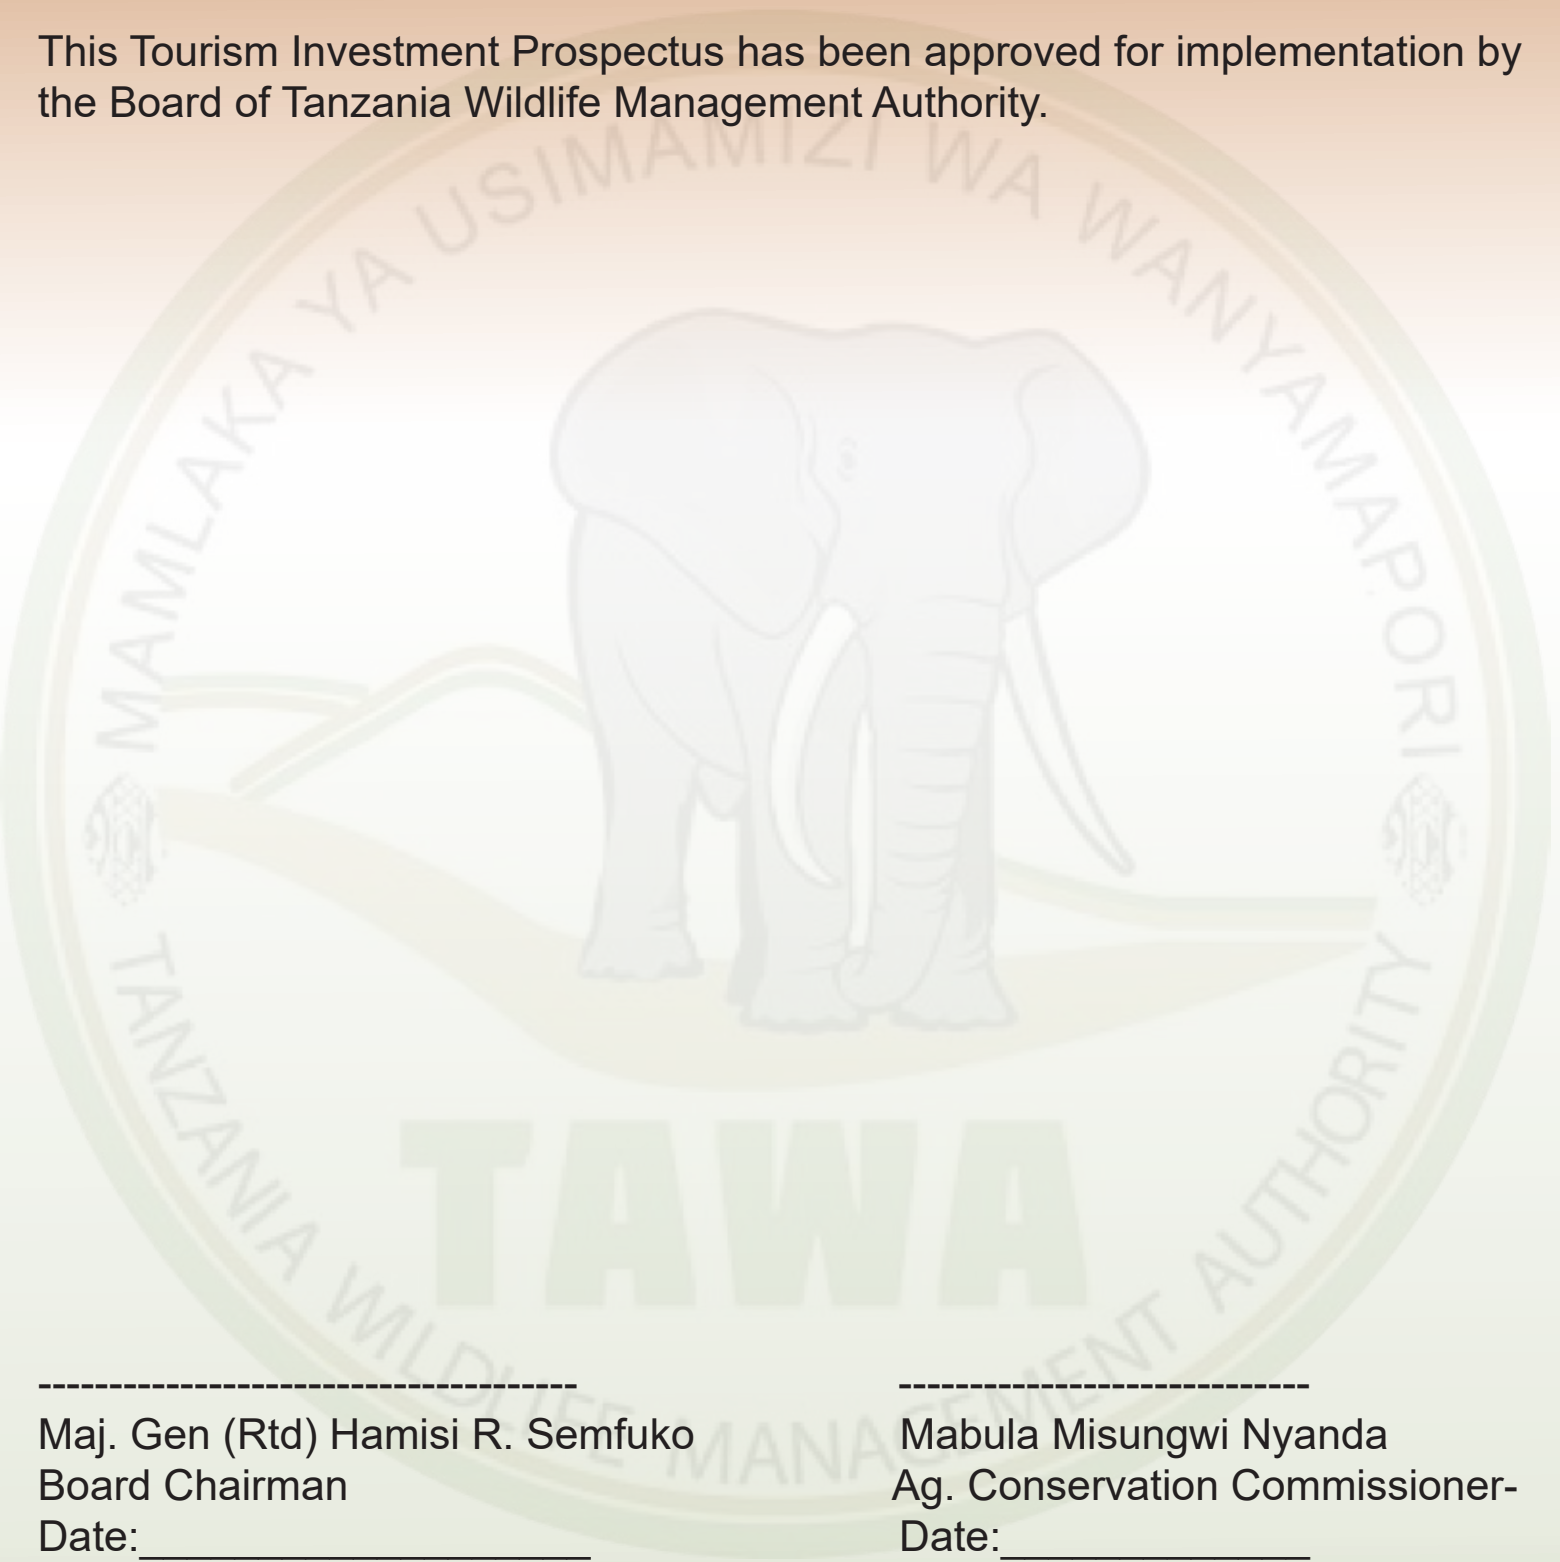 This Tourism Investment Prospectus has been approved for implementation by
the Board of Tanzania Wildlife Management Authority.
MAMLAKA YA USIMAMIZI WA WANYAMAPORI
TAWA
TANZANIA WILDLIFE MANAGEMENT AUTHORITY
Maj. Gen (Rtd) Hamisi R. Semfuko
Board Chairman
Date:
Mabula Misungwi Nyanda
Ag. Conservation Commissioner-
Date: